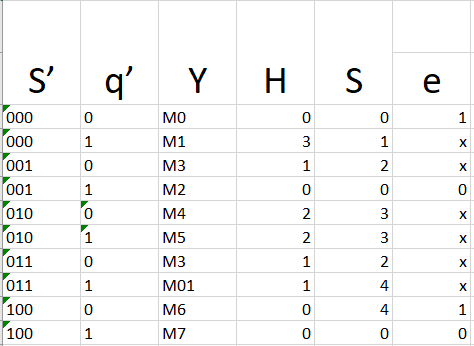 S’ q’ Y H S e
000 0 M0 0 0 1
000 1 M1 3 1 x
001 0 M3 1 2 x
001 1 M2 0 0 0
010 0 M4 2 3 x
010 1 M5 2 3 x
011 0 M3 1 2 x
011 1 M01 1 4 x
100 0 M6 0 4 1
100 1 M7 0 0 0